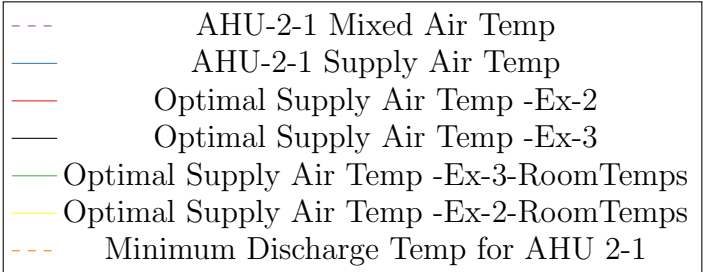 AHU-2-1 Mixed Air Temp
AHU-2-1 Supply Air Temp
Optimal Supply Air Temp -Ex-2
Optimal Supply Air Temp -Ex-3
Optimal Supply Air Temp -Ex-3-RoomTemps
Optimal Supply Air Temp -Ex-2-RoomTemps
Minimum Discharge Temp for AHU 2-1